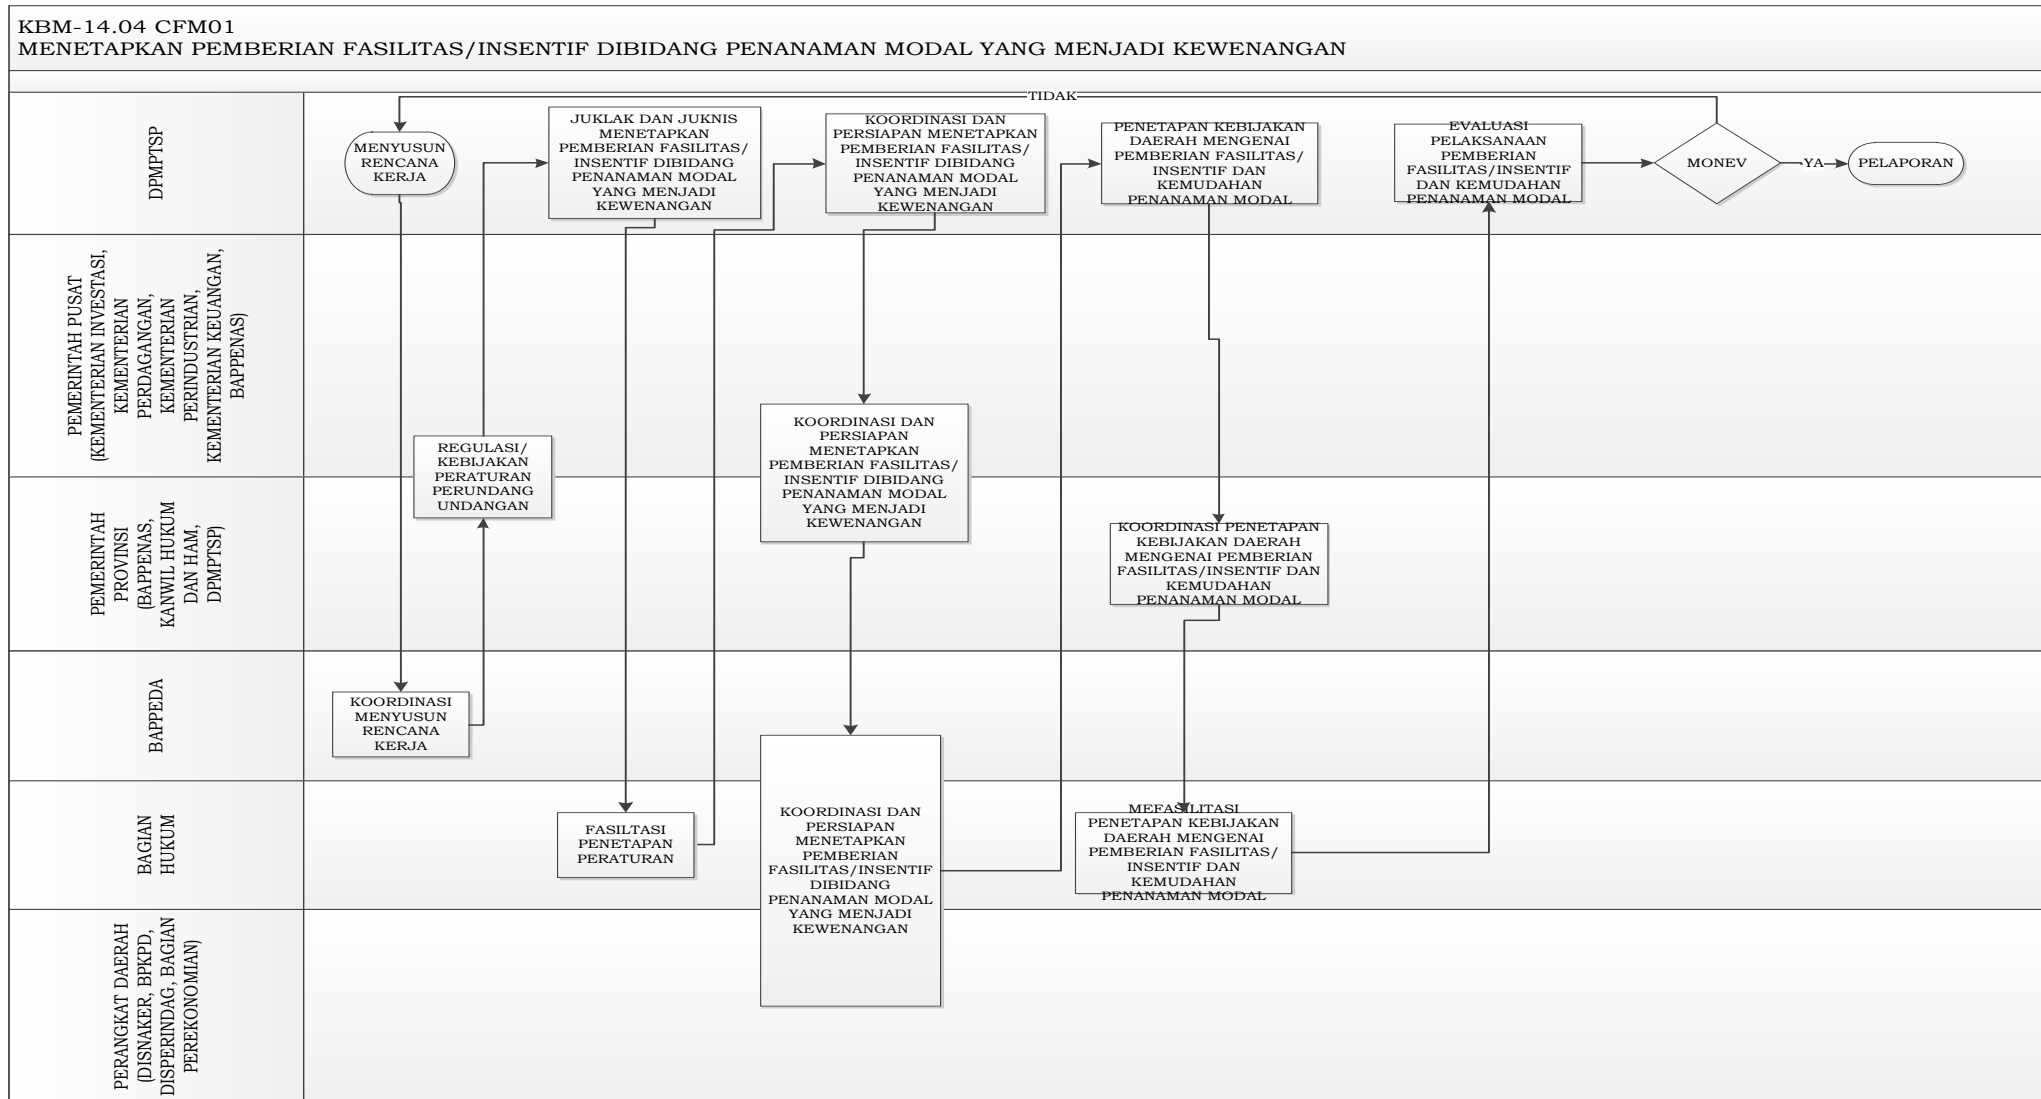 KBM-14.04 CFM01
MENETAPKAN PEMBERIAN FASILITAS/INSENTIF DIBIDANG PENANAMAN MODAL YANG MENJADI KEWENANGAN
DPMPTSP
MENYUSUN
RENCANA
KERJA
JUKLAK DAN JUKNIS
MENETAPKAN
PEMBERIAN FASILITAS/
INSENTIF DIBIDANG
PENANAMAN MODAL
YANG MENJADI
KEWENANGAN
KOORDINASI DAN
PERSIAPAN MENETAPKAN
PEMBERIAN FASILITAS/
INSENTIF DIBIDANG
PENANAMAN MODAL
YANG MENJADI
KEWENANGAN
TIDAK
PENETAPAN KEBIJAKAN
DAERAH MENGENAI
PEMBERIAN FASILITAS/
INSENTIF DAN
KEMUDAHAN
PENANAMAN MODAL
EVALUASI
PELAKSANAAN
PEMBERIAN
FASILITAS/INSENTIF
DAN KEMUDAHAN
PENANAMAN MODAL
MONEV
YA
PELAPORAN
PEMERINTAH PUSAT
(KEMENTERIAN INVESTASI,
KEMENTERIAN
PERDAGANGAN,
KEMENTERIAN
PERINDUSTRIAN,
KEMENTERIAN KEUANGAN,
BAPPENAS)
REGULASI/
KEBIJAKAN
PERATURAN
PERUNDANG
UNDANGAN
KOORDINASI DAN
PERSIAPAN
MENETAPKAN
PEMBERIAN FASILITAS/
INSENTIF DIBIDANG
PENANAMAN MODAL
YANG MENJADI
KEWENANGAN
PEMERINTAH
PROVINSI
(BAPPENAS,
KANWIL HUKUM
DAN HAM,
DPMPTSP)
KOORDINASI PENETAPAN
KEBIJAKAN DAERAH
MENGENAI PEMBERIAN
FASILITAS/INSENTIF DAN
KEMUDAHAN
PENANAMAN MODAL
BAPPEDA
KOORDINASI
MENYUSUN
RENCANA
KERJA
BAGIAN
HUKUM
FASILTASI
PENETAPAN
PERATURAN
KOORDINASI DAN
PERSIAPAN
MENETAPKAN
PEMBERIAN
FASILITAS/INSENTIF
DIBIDANG
PENANAMAN MODAL
YANG MENJADI
KEWENANGAN
MEFASILITASI
PENETAPAN KEBIJAKAN
DAERAH MENGENAI
PEMBERIAN FASILITAS/
INSENTIF DAN
KEMUDAHAN
PENANAMAN MODAL
PERANGKAT DAERAH
(DISNAKER, BPKPD,
DISPERINDAG, BAGIAN
PEREKONOMIAN)